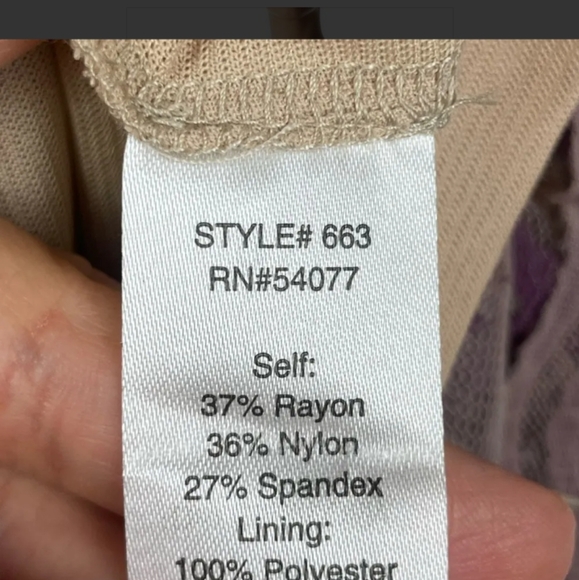 STYLE# 663
RN#54077
Self:
37% Rayon
36% Nylon
27% Spandex
Lining:
100% Polyester